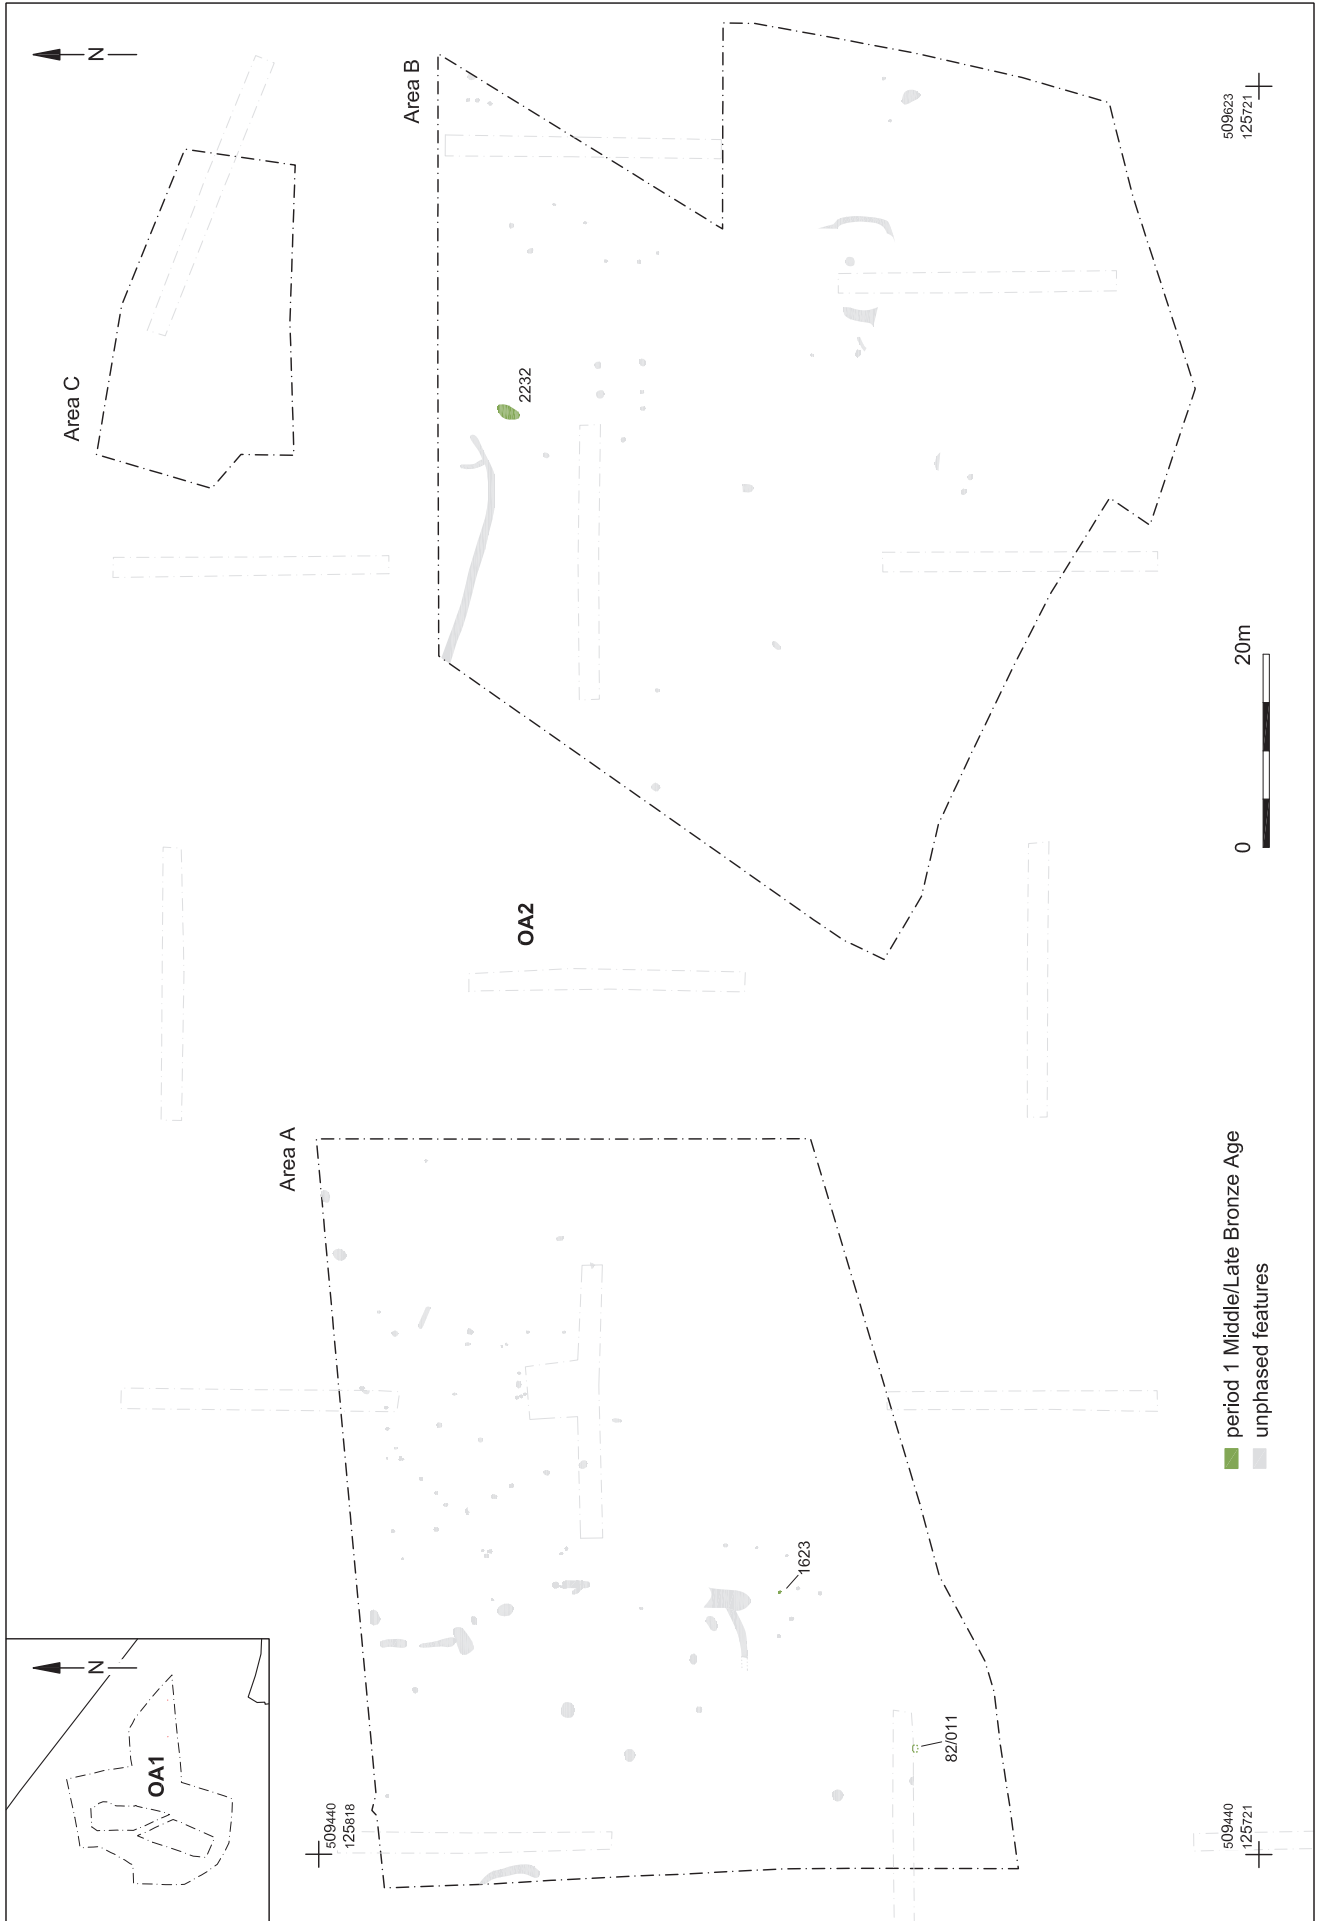 N
OA1
N
Area C
Area B
2232
OA2
Area A
1623
82/011
509440
125818
509623
125721
509440
125721
0
20m
period 1 Middle/Late Bronze Age
unphased features